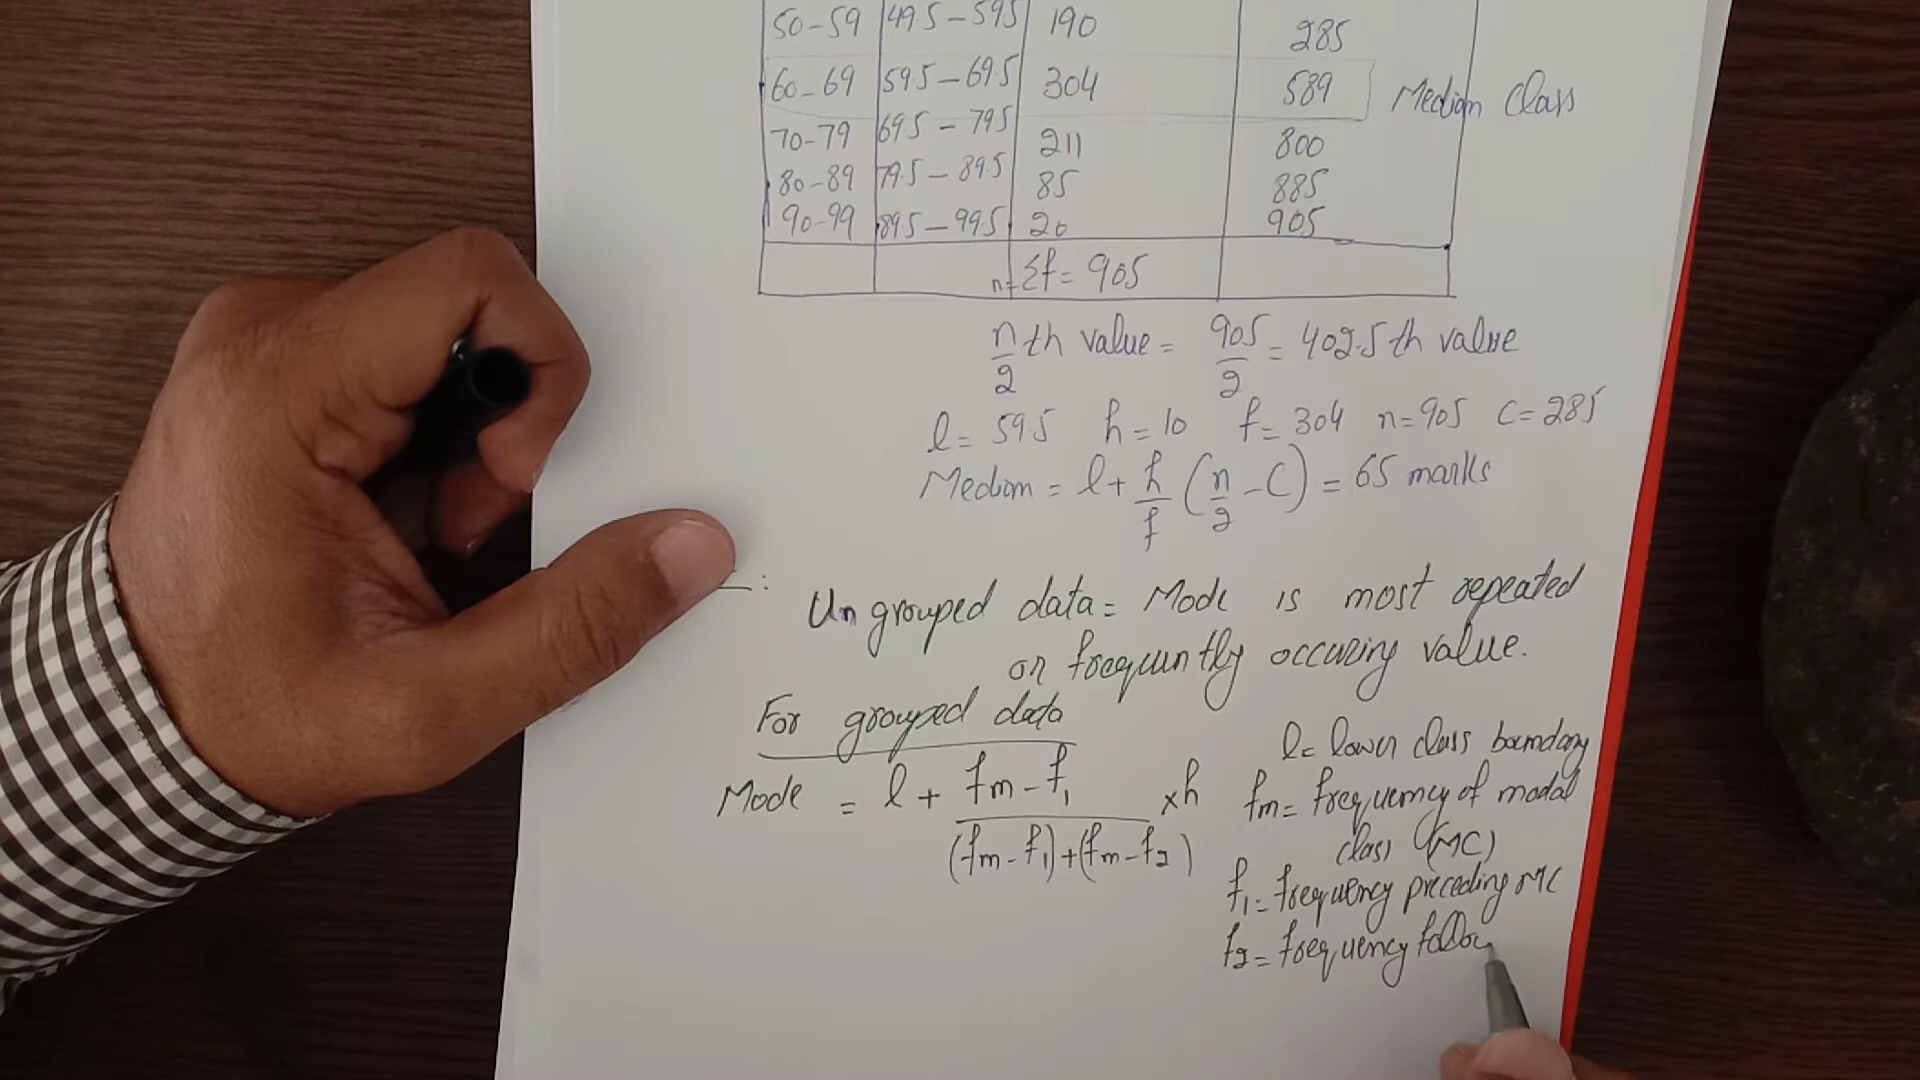 50-59 49.5-59.5 190 285
60-69 59.5-69.5 304 589 Median Class
70-79 69.5-79.5 211 800
80-89 79.5-89.5 85 885
90-99 89.5-99.5 20 905
n=Σf=905
n/2 th value = 905/2 = 402.5th value
l=59.5 h=10 f=304 n=905 C=285
Median = l+h/f(n/2-C)=65 marks
Ungrouped data= Mode is most repeated
or frequntly occuring value.
For grouped data
l= lower class boundary
Mode = l+ fm-f1/(fm-f1)+(fm-f2) xh
fm= frequency of modal
class (MC)
f1=frequency preceding MC
f2=frequency follow